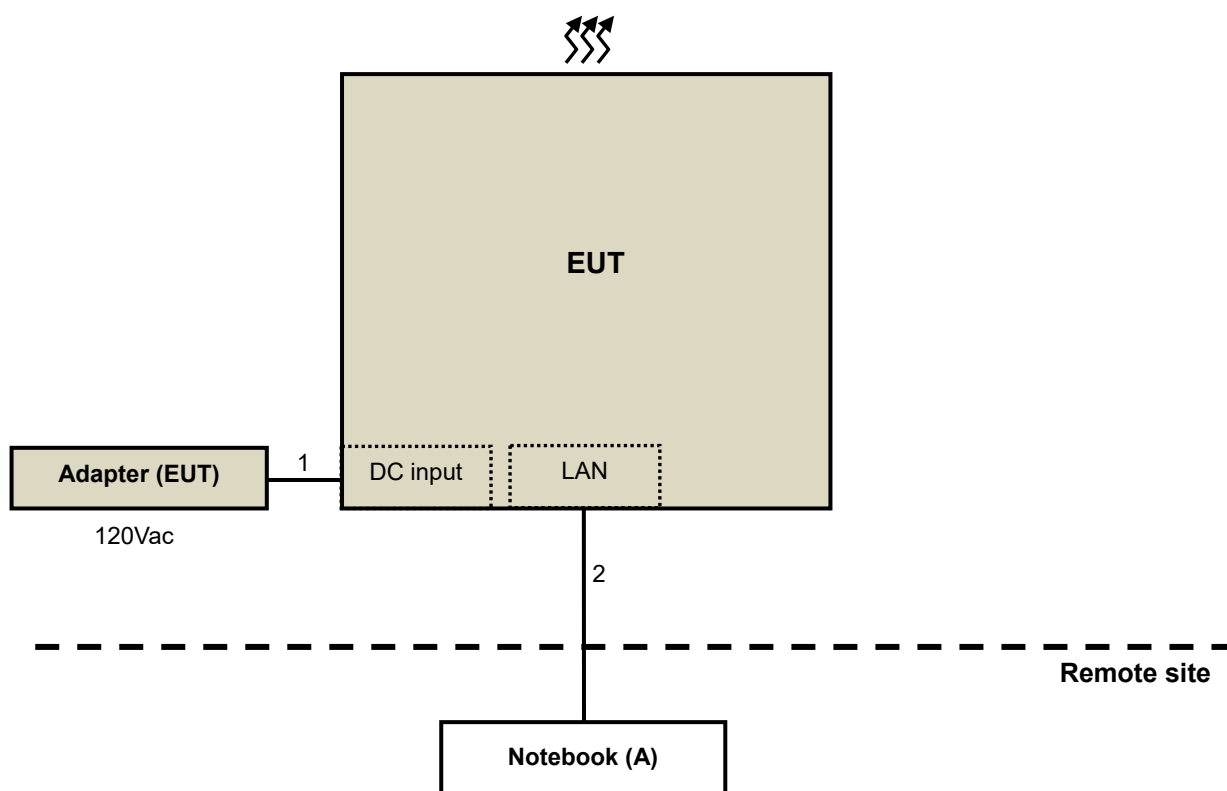 EUT
Adapter (EUT)
1
DC input
LAN
120Vac
2
Remote site
Notebook (A)